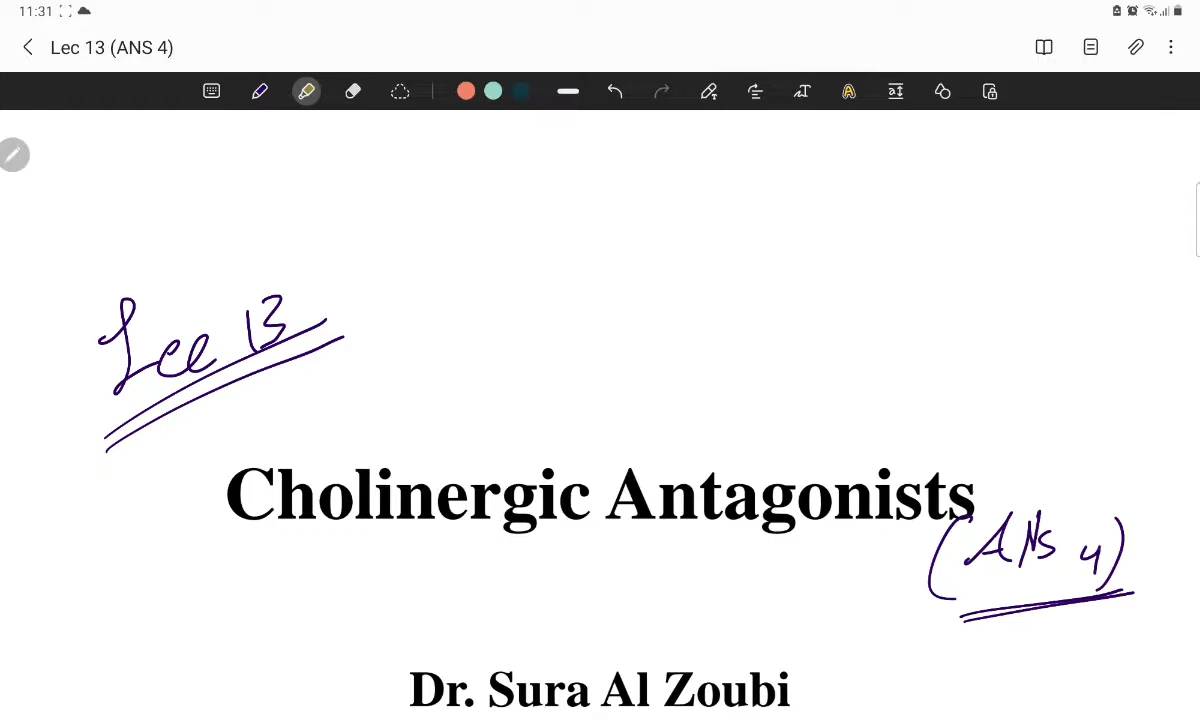 11:31
Lec 13 (ANS 4)
Lec 13
Cholinergic Antagonists
(ANS 4)
Dr. Sura Al Zoubi